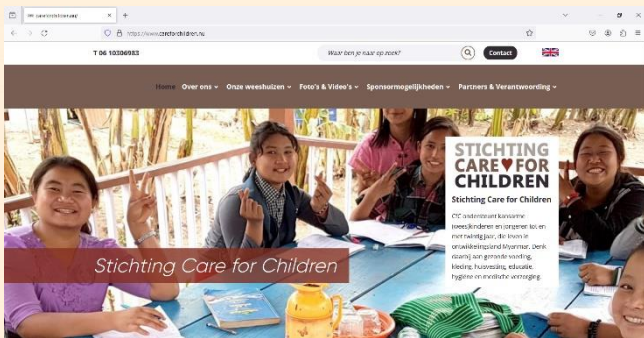 https://www.careforchildren.nu
T 06 10306983
Waar ben je naar op zoek?
Contact
Home Over ons Onze weeshuizen Foto's & Video's Sponsormogelijkheden Partners & Verantwoording
STICHTING
CARE FOR
CHILDREN
Stichting Care for Children
CfC ondersteunt kansarme
(wees)kinderen en jongeren tot en
met twintig jaar, die leven in
ontwikkelingsland Myanmar. Denk
daarbij aan gezonde voeding,
kleding, huisvesting, educatie,
hygiëne en medische verzorging.
Stichting Care for Children